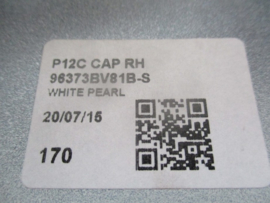 P12C CAP RH
96373BV81B-S
WHITE PEARL
20/07/15
170